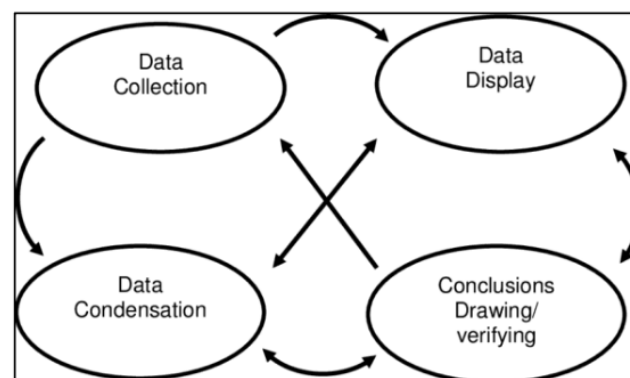 Data
Collection
Data
Display
Data
Condensation
Conclusions
Drawing/
verifying